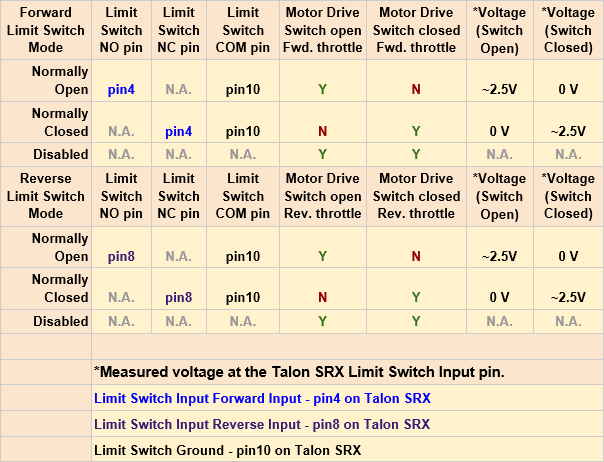 Forward Limit Switch Mode | Limit Switch NO pin | Limit Switch NC pin | Limit Switch COM pin | Motor Drive Switch open Fwd. throttle | Motor Drive Switch closed Fwd. throttle | *Voltage (Switch Open) | *Voltage (Switch Closed)
Normally Open | pin4 | N.A. | pin10 | Y | N | ~2.5V | 0 V
Normally Closed | N.A. | pin4 | pin10 | N | Y | 0 V | ~2.5V
Disabled | N.A. | N.A. | N.A. | Y | Y | N.A. | N.A.
Reverse Limit Switch Mode | Limit Switch NO pin | Limit Switch NC pin | Limit Switch COM pin | Motor Drive Switch open Rev. throttle | Motor Drive Switch closed Rev. throttle | *Voltage (Switch Open) | *Voltage (Switch Closed)
Normally Open | pin8 | N.A. | pin10 | Y | N | ~2.5V | 0 V
Normally Closed | N.A. | pin8 | pin10 | N | Y | 0 V | ~2.5V
Disabled | N.A. | N.A. | N.A. | Y | Y | N.A. | N.A.
*Measured voltage at the Talon SRX Limit Switch Input pin.
Limit Switch Input Forward Input - pin4 on Talon SRX
Limit Switch Input Reverse Input - pin8 on Talon SRX
Limit Switch Ground - pin10 on Talon SRX